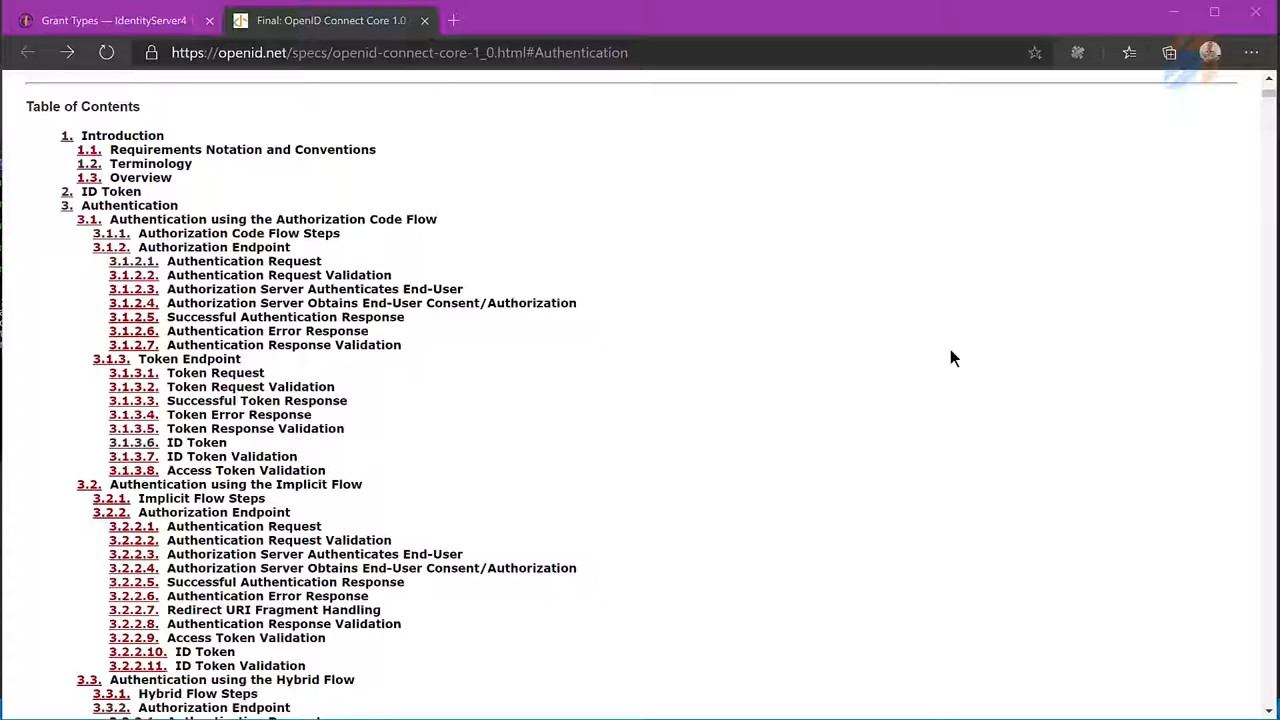 Grant Types — IdentityServer4
Final: OpenID Connect Core 1.0
https://openid.net/specs/openid-connect-core-1_0.html#Authentication
Table of Contents
1. Introduction
1.1. Requirements Notation and Conventions
1.2. Terminology
1.3. Overview
2. ID Token
3. Authentication
3.1. Authentication using the Authorization Code Flow
3.1.1. Authorization Code Flow Steps
3.1.2. Authorization Endpoint
3.1.2.1. Authentication Request
3.1.2.2. Authentication Request Validation
3.1.2.3. Authorization Server Authenticates End-User
3.1.2.4. Authorization Server Obtains End-User Consent/Authorization
3.1.2.5. Successful Authentication Response
3.1.2.6. Authentication Error Response
3.1.2.7. Authentication Response Validation
3.1.3. Token Endpoint
3.1.3.1. Token Request
3.1.3.2. Token Request Validation
3.1.3.3. Successful Token Response
3.1.3.4. Token Error Response
3.1.3.5. Token Response Validation
3.1.3.6. ID Token
3.1.3.7. ID Token Validation
3.1.3.8. Access Token Validation
3.2. Authentication using the Implicit Flow
3.2.1. Implicit Flow Steps
3.2.2. Authorization Endpoint
3.2.2.1. Authentication Request
3.2.2.2. Authentication Request Validation
3.2.2.3. Authorization Server Authenticates End-User
3.2.2.4. Authorization Server Obtains End-User Consent/Authorization
3.2.2.5. Successful Authentication Response
3.2.2.6. Authentication Error Response
3.2.2.7. Redirect URI Fragment Handling
3.2.2.8. Authentication Response Validation
3.2.2.9. Access Token Validation
3.2.2.10. ID Token
3.2.2.11. ID Token Validation
3.3. Authentication using the Hybrid Flow
3.3.1. Hybrid Flow Steps
3.3.2. Authorization Endpoint